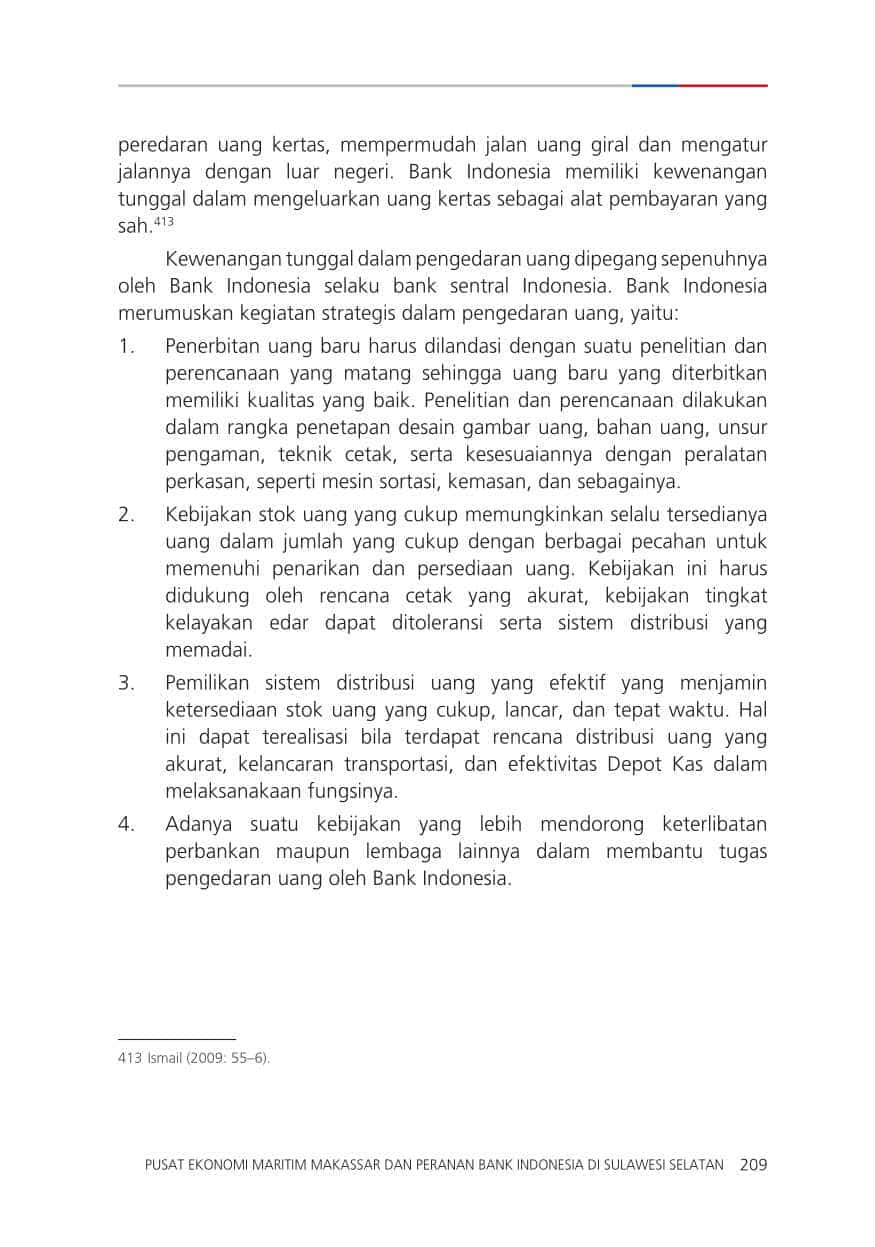 peredaran uang kertas, mempermudah jalan uang giral dan mengatur
jalannya dengan luar negeri. Bank Indonesia memiliki kewenangan
tunggal dalam mengeluarkan uang kertas sebagai alat pembayaran yang
sah.413
Kewenangan tunggal dalam pengedaran uang dipegang sepenuhnya
oleh Bank Indonesia selaku bank sentral Indonesia. Bank Indonesia
merumuskan kegiatan strategis dalam pengedaran uang, yaitu:
1. Penerbitan uang baru harus dilandasi dengan suatu penelitian dan
perencanaan yang matang sehingga uang baru yang diterbitkan
memiliki kualitas yang baik. Penelitian dan perencanaan dilakukan
dalam rangka penetapan desain gambar uang, bahan uang, unsur
pengaman, teknik cetak, serta kesesuaiannya dengan peralatan
perkasan, seperti mesin sortasi, kemasan, dan sebagainya.
2. Kebijakan stok uang yang cukup memungkinkan selalu tersedianya
uang dalam jumlah yang cukup dengan berbagai pecahan untuk
memenuhi penarikan dan persediaan uang. Kebijakan ini harus
didukung oleh rencana cetak yang akurat, kebijakan tingkat
kelayakan edar dapat ditoleransi serta sistem distribusi yang
memadai.
3. Pemilikan sistem distribusi uang yang efektif yang menjamin
ketersediaan stok uang yang cukup, lancar, dan tepat waktu. Hal
ini dapat terealisasi bila terdapat rencana distribusi uang yang
akurat, kelancaran transportasi, dan efektivitas Depot Kas dalam
melaksanakaan fungsinya.
4. Adanya suatu kebijakan yang lebih mendorong keterlibatan
perbankan maupun lembaga lainnya dalam membantu tugas
pengedaran uang oleh Bank Indonesia.
413 Ismail (2009: 55–6).
PUSAT EKONOMI MARITIM MAKASSAR DAN PERANAN BANK INDONESIA DI SULAWESI SELATAN 209